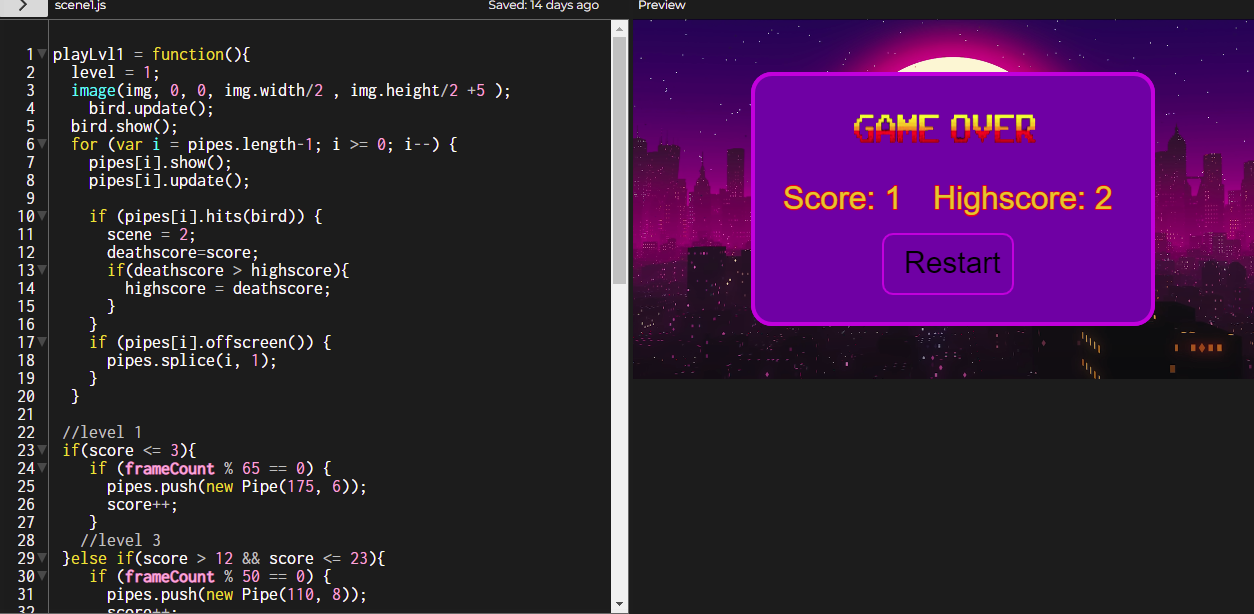 scene1.js Saved: 14 days ago Preview
1 playLvl1 = function(){
2 level = 1;
3 image(img, 0, 0, img.width/2 , img.height/2 +5 );
4 bird.update();
5 bird.show();
6 for (var i = pipes.length-1; i >= 0; i--) {
7 pipes[i].show();
8 pipes[i].update();
9
10 if (pipes[i].hits(bird)) {
11 scene = 2;
12 deathscore=score;
13 if(deathscore > highscore){
14 highscore = deathscore;
15 }
16 }
17 if (pipes[i].offscreen()) {
18 pipes.splice(i, 1);
19 }
20 }
21
22 //level 1
23 if(score <= 3){
24 if (frameCount % 65 == 0) {
25 pipes.push(new Pipe(175, 6));
26 score++;
27 }
28 //level 3
29 }else if(score > 12 && score <= 23){
30 if (frameCount % 50 == 0) {
31 pipes.push(new Pipe(110, 8));
32 score++;
GAME OVER
Score: 1 Highscore: 2
Restart